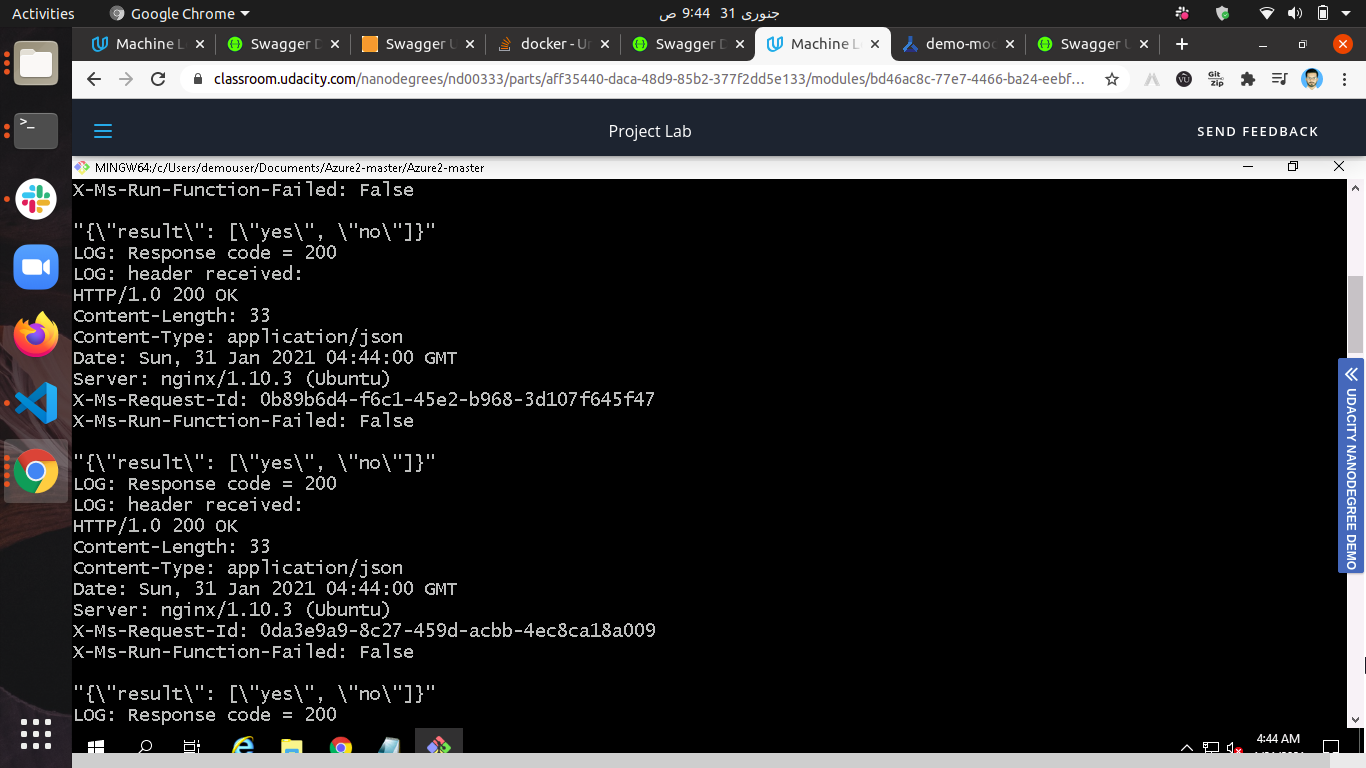 Activities
Google Chrome
جنوری 31  9:44 ص
Machine L
Swagger D
Swagger U
docker - U
Swagger D
Machine L
demo-mod
Swagger U
classroom.udacity.com/nanodegrees/nd00333/parts/aff35440-daca-48d9-85b2-377f2dd5e133/modules/bd46ac8c-77e7-4466-ba24-eebf...
VU
Git
Zip
Project Lab
SEND FEEDBACK
MINGW64:/c/Users/demouser/Documents/Azure2-master/Azure2-master
X-Ms-Run-Function-Failed: False
"{\"result\": [\"yes\", \"no\"]}"
LOG: Response code = 200
LOG: header received:
HTTP/1.0 200 OK
Content-Length: 33
Content-Type: application/json
Date: Sun, 31 Jan 2021 04:44:00 GMT
Server: nginx/1.10.3 (Ubuntu)
X-Ms-Request-Id: 0b89b6d4-f6c1-45e2-b968-3d107f645f47
X-Ms-Run-Function-Failed: False
"{\"result\": [\"yes\", \"no\"]}"
LOG: Response code = 200
LOG: header received:
HTTP/1.0 200 OK
Content-Length: 33
Content-Type: application/json
Date: Sun, 31 Jan 2021 04:44:00 GMT
Server: nginx/1.10.3 (Ubuntu)
X-Ms-Request-Id: 0da3e9a9-8c27-459d-acbb-4ec8ca18a009
X-Ms-Run-Function-Failed: False
"{\"result\": [\"yes\", \"no\"]}"
LOG: Response code = 200
UDACITY NANODEGREE DEMO
4:44 AM